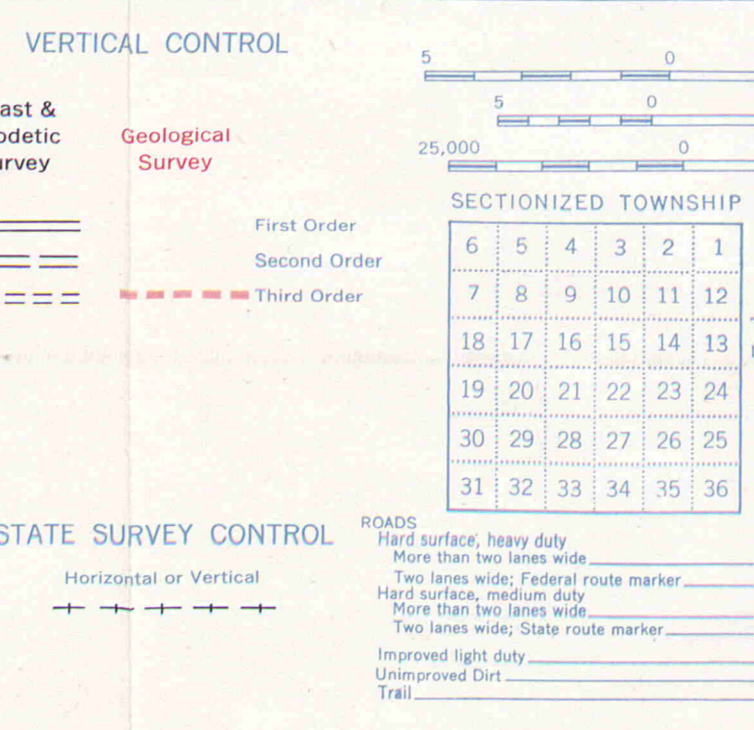 VERTICAL CONTROL
ast &
odetic
urvey
Geological
Survey
First Order
Second Order
Third Order
5 0
5 0
25,000 0
SECTIONIZED TOWNSHIP
6 5 4 3 2 1
7 8 9 10 11 12
18 17 16 15 14 13
19 20 21 22 23 24
30 29 28 27 26 25
31 32 33 34 35 36
STATE SURVEY CONTROL
Horizontal or Vertical
ROADS
Hard surface, heavy duty
More than two lanes wide
Two lanes wide; Federal route marker
Hard surface, medium duty
More than two lanes wide
Two lanes wide; State route marker
Improved light duty
Unimproved Dirt
Trail